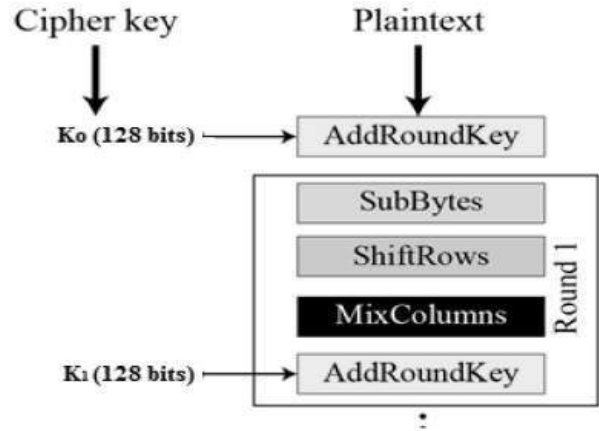 Cipher key
Plaintext
K0 (128 bits)
AddRoundKey
SubBytes
ShiftRows
MixColumns
Round 1
K1 (128 bits)
AddRoundKey